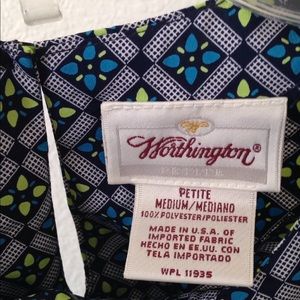 Worthington®
PETITE
PETITE
MEDIUM/MEDIANO
100% POLYESTER/POLIESTER
MADE IN U.S.A. OF
IMPORTED FABRIC
HECHO EN EE.UU. CON
TELA IMPORTADO
WPL 11935